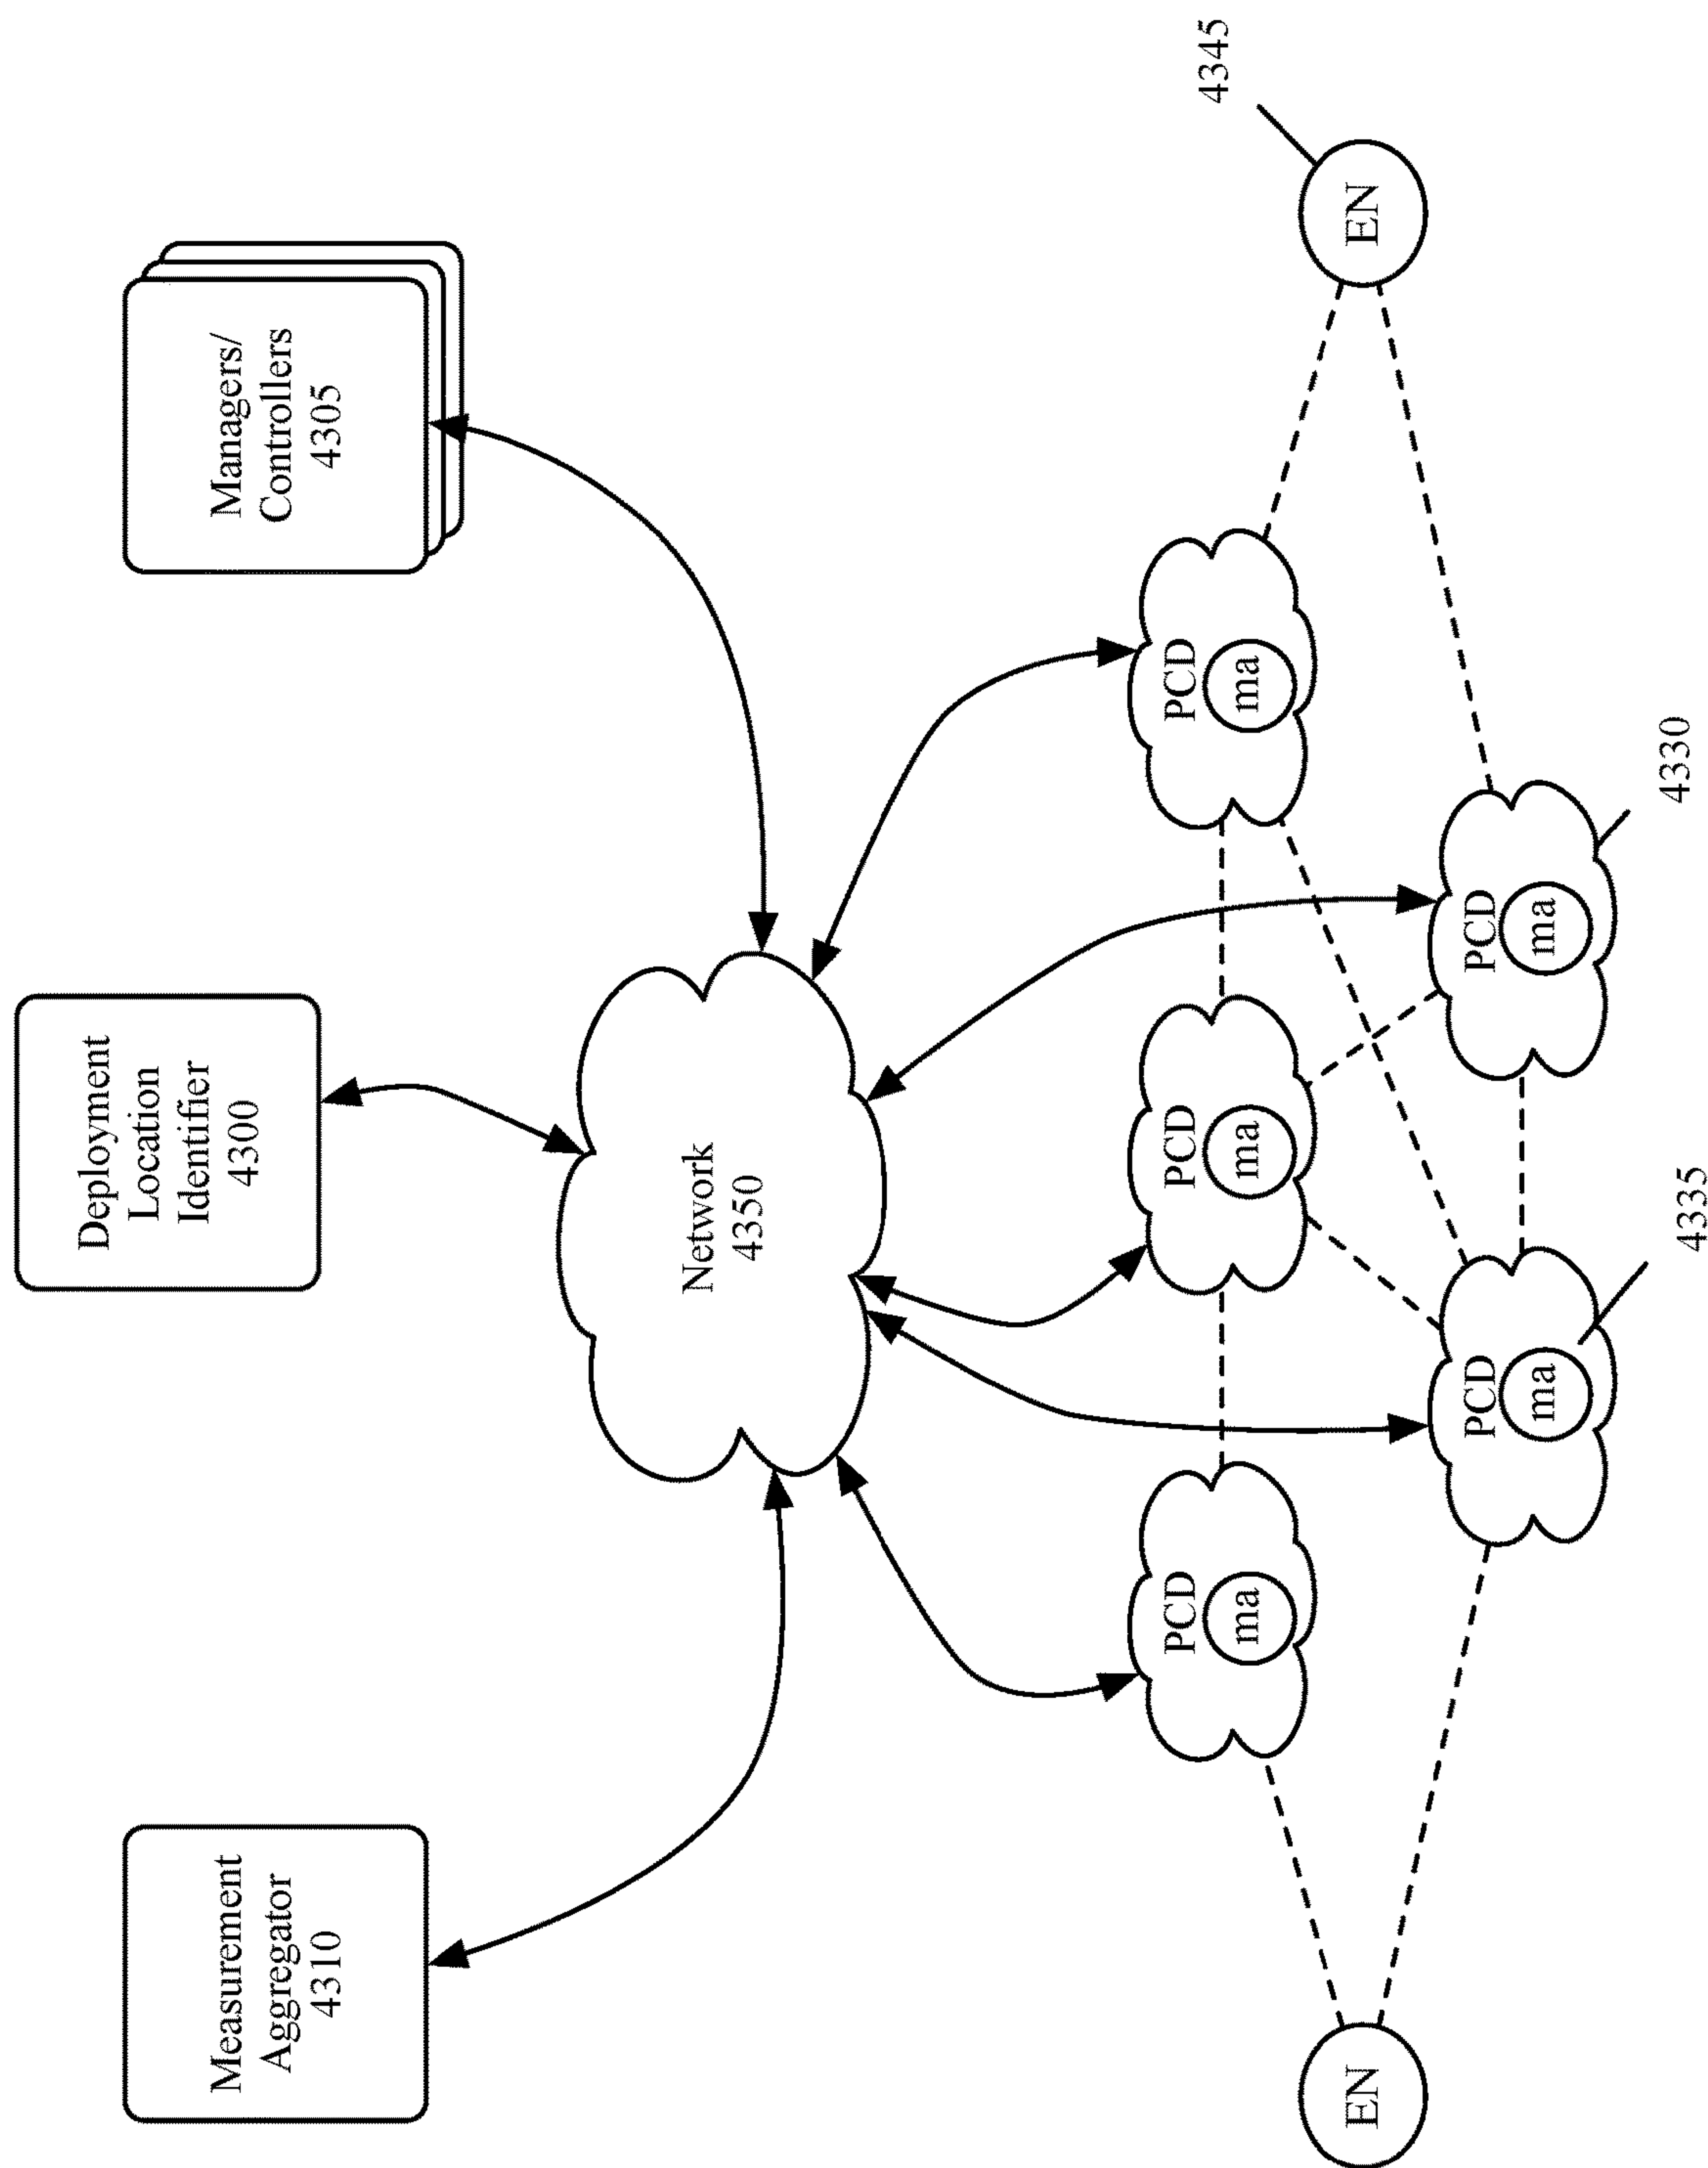 Measurement
Aggregator
4310
Deployment
Location
Identifier
4300
Managers/
Controllers
4305
Network
4350
PCD
ma
PCD
ma
PCD
ma
EN
PCD
ma
PCD
ma
EN
4345
4335
4330